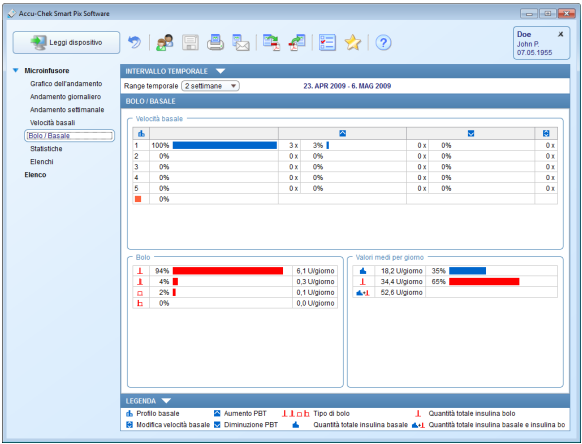 Accu-Chek Smart Pix Software
Leggi dispositivo
Doe
John P.
07.05.1955
Microinfusore
Grafico dell'andamento
Andamento giornaliero
Andamento settimanale
Velocità basali
Bolo / Basale
Statistiche
Elenchi
Elenco
INTERVALLO TEMPORALE
Range temporale 2 settimane 23. APR 2009 - 6. MAG 2009
BOLO / BASALE
Velocità basale
1 100% 3 x 3% 0 x 0% 0 x
2 0% 0 x 0% 0 x 0% 0 x
3 0% 0 x 0% 0 x 0% 0 x
4 0% 0 x 0% 0 x 0% 0 x
5 0% 0 x 0% 0 x 0% 0 x
0%
Bolo
94% 6,1 U/giorno
4% 0,3 U/giorno
2% 0,1 U/giorno
0% 0,0 U/giorno
Valori medi per giorno
18,2 U/giorno 35%
34,4 U/giorno 65%
52,6 U/giorno
LEGENDA
Profilo basale Aumento PBT Tipo di bolo Quantità totale insulina bolo
Modifica velocità basale Diminuzione PBT Quantità totale insulina basale Quantità totale insulina basale e insulina bo